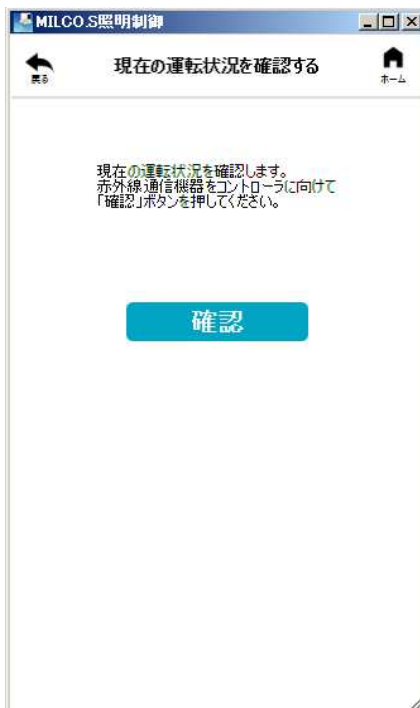 MILCO.S照明制御
戻る
現在の運転状況を確認する
ホーム
現在の運転状況を確認します。
赤外線通信機器をコントローラに向けて
「確認」ボタンを押してください。
確認